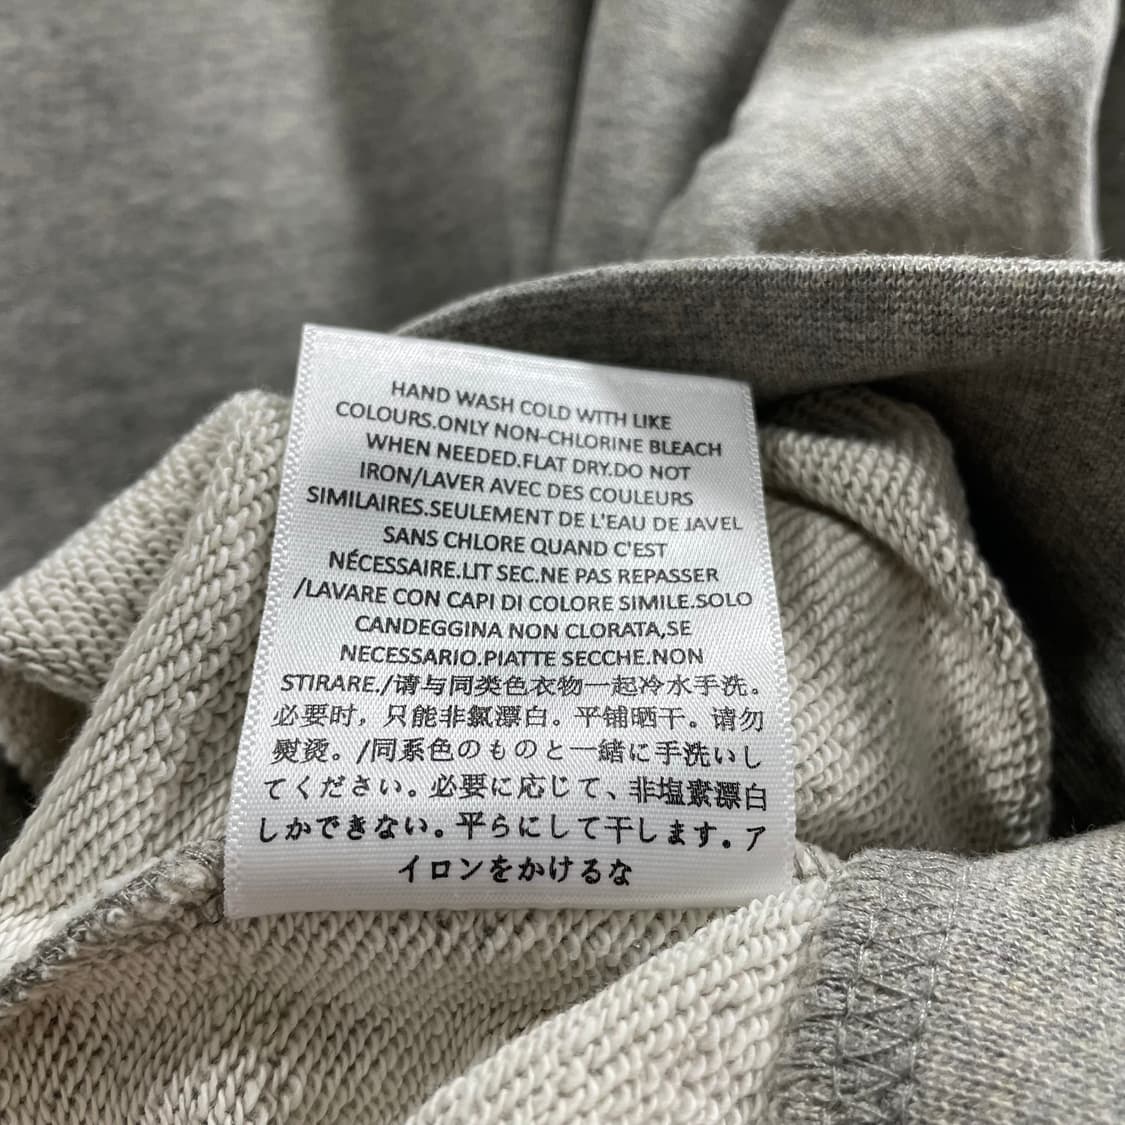 HAND WASH COLD WITH LIKE
COLOURS.ONLY NON-CHLORINE BLEACH
WHEN NEEDED.FLAT DRY.DO NOT
IRON/LAVER AVEC DES COULEURS
SIMILAIRES.SEULEMENT DE L'EAU DE JAVEL
SANS CHLORE QUAND C'EST
NÉCESSAIRE.LIT SEC.NE PAS REPASSER
/LAVARE CON CAPI DI COLORE SIMILE.SOLO
CANDEGGINA NON CLORATA,SE
NECESSARIO.PIATTE SECCHE.NON
STIRARE./请与同类色衣物一起冷水手洗。
必要时，只能非氯漂白。平铺晒干。请勿
熨烫。/同系色のものと一緒に手洗いし
てください。必要に応じて、非塩素漂白
しかできない。平らにして干します。ア
イロンをかけるな